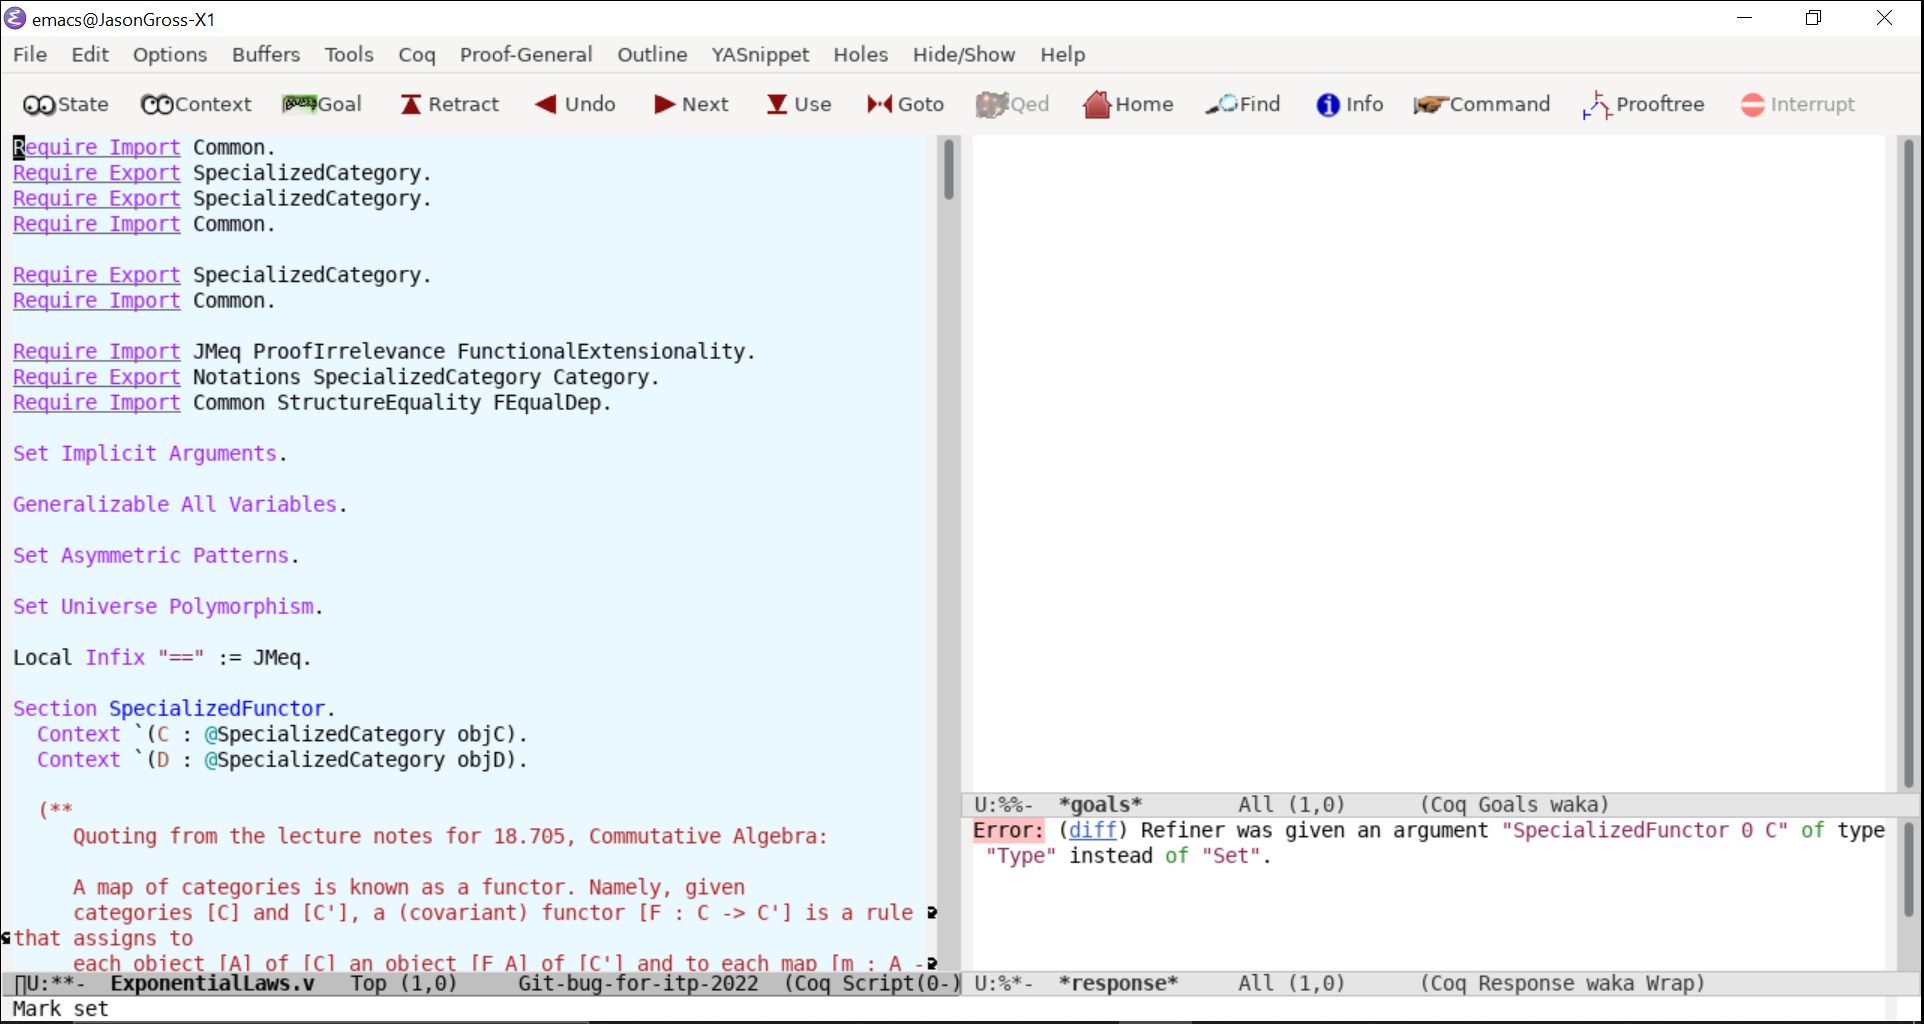 emacs@JasonGross-X1
File Edit Options Buffers Tools Coq Proof-General Outline YASnippet Holes Hide/Show Help
State Context Goal Retract Undo Next Use Goto Qed Home Find Info Command Prooftree Interrupt
Require Import Common.
Require Export SpecializedCategory.
Require Export SpecializedCategory.
Require Import Common.
Require Export SpecializedCategory.
Require Import Common.
Require Import JMeq ProofIrrelevance FunctionalExtensionality.
Require Export Notations SpecializedCategory Category.
Require Import Common StructureEquality FEqualDep.
Set Implicit Arguments.
Generalizable All Variables.
Set Asymmetric Patterns.
Set Universe Polymorphism.
Local Infix "==" := JMeq.
Section SpecializedFunctor.
Context `(C : @SpecializedCategory objC).
Context `(D : @SpecializedCategory objD).
(**
Quoting from the lecture notes for 18.705, Commutative Algebra:
A map of categories is known as a functor. Namely, given
categories [C] and [C'], a (covariant) functor [F : C -> C'] is a rule
that assigns to
each object [A] of [C] an object [F A] of [C'] and to each map [m : A -
U:**- ExponentialLaws.v Top (1,0) Git-bug-for-itp-2022 (Coq Script(0-)
Mark set
U:%%- *goals* All (1,0) (Coq Goals waka)
Error: (diff) Refiner was given an argument "SpecializedFunctor 0 C" of type
"Type" instead of "Set".
U:%*- *response* All (1,0) (Coq Response waka Wrap)